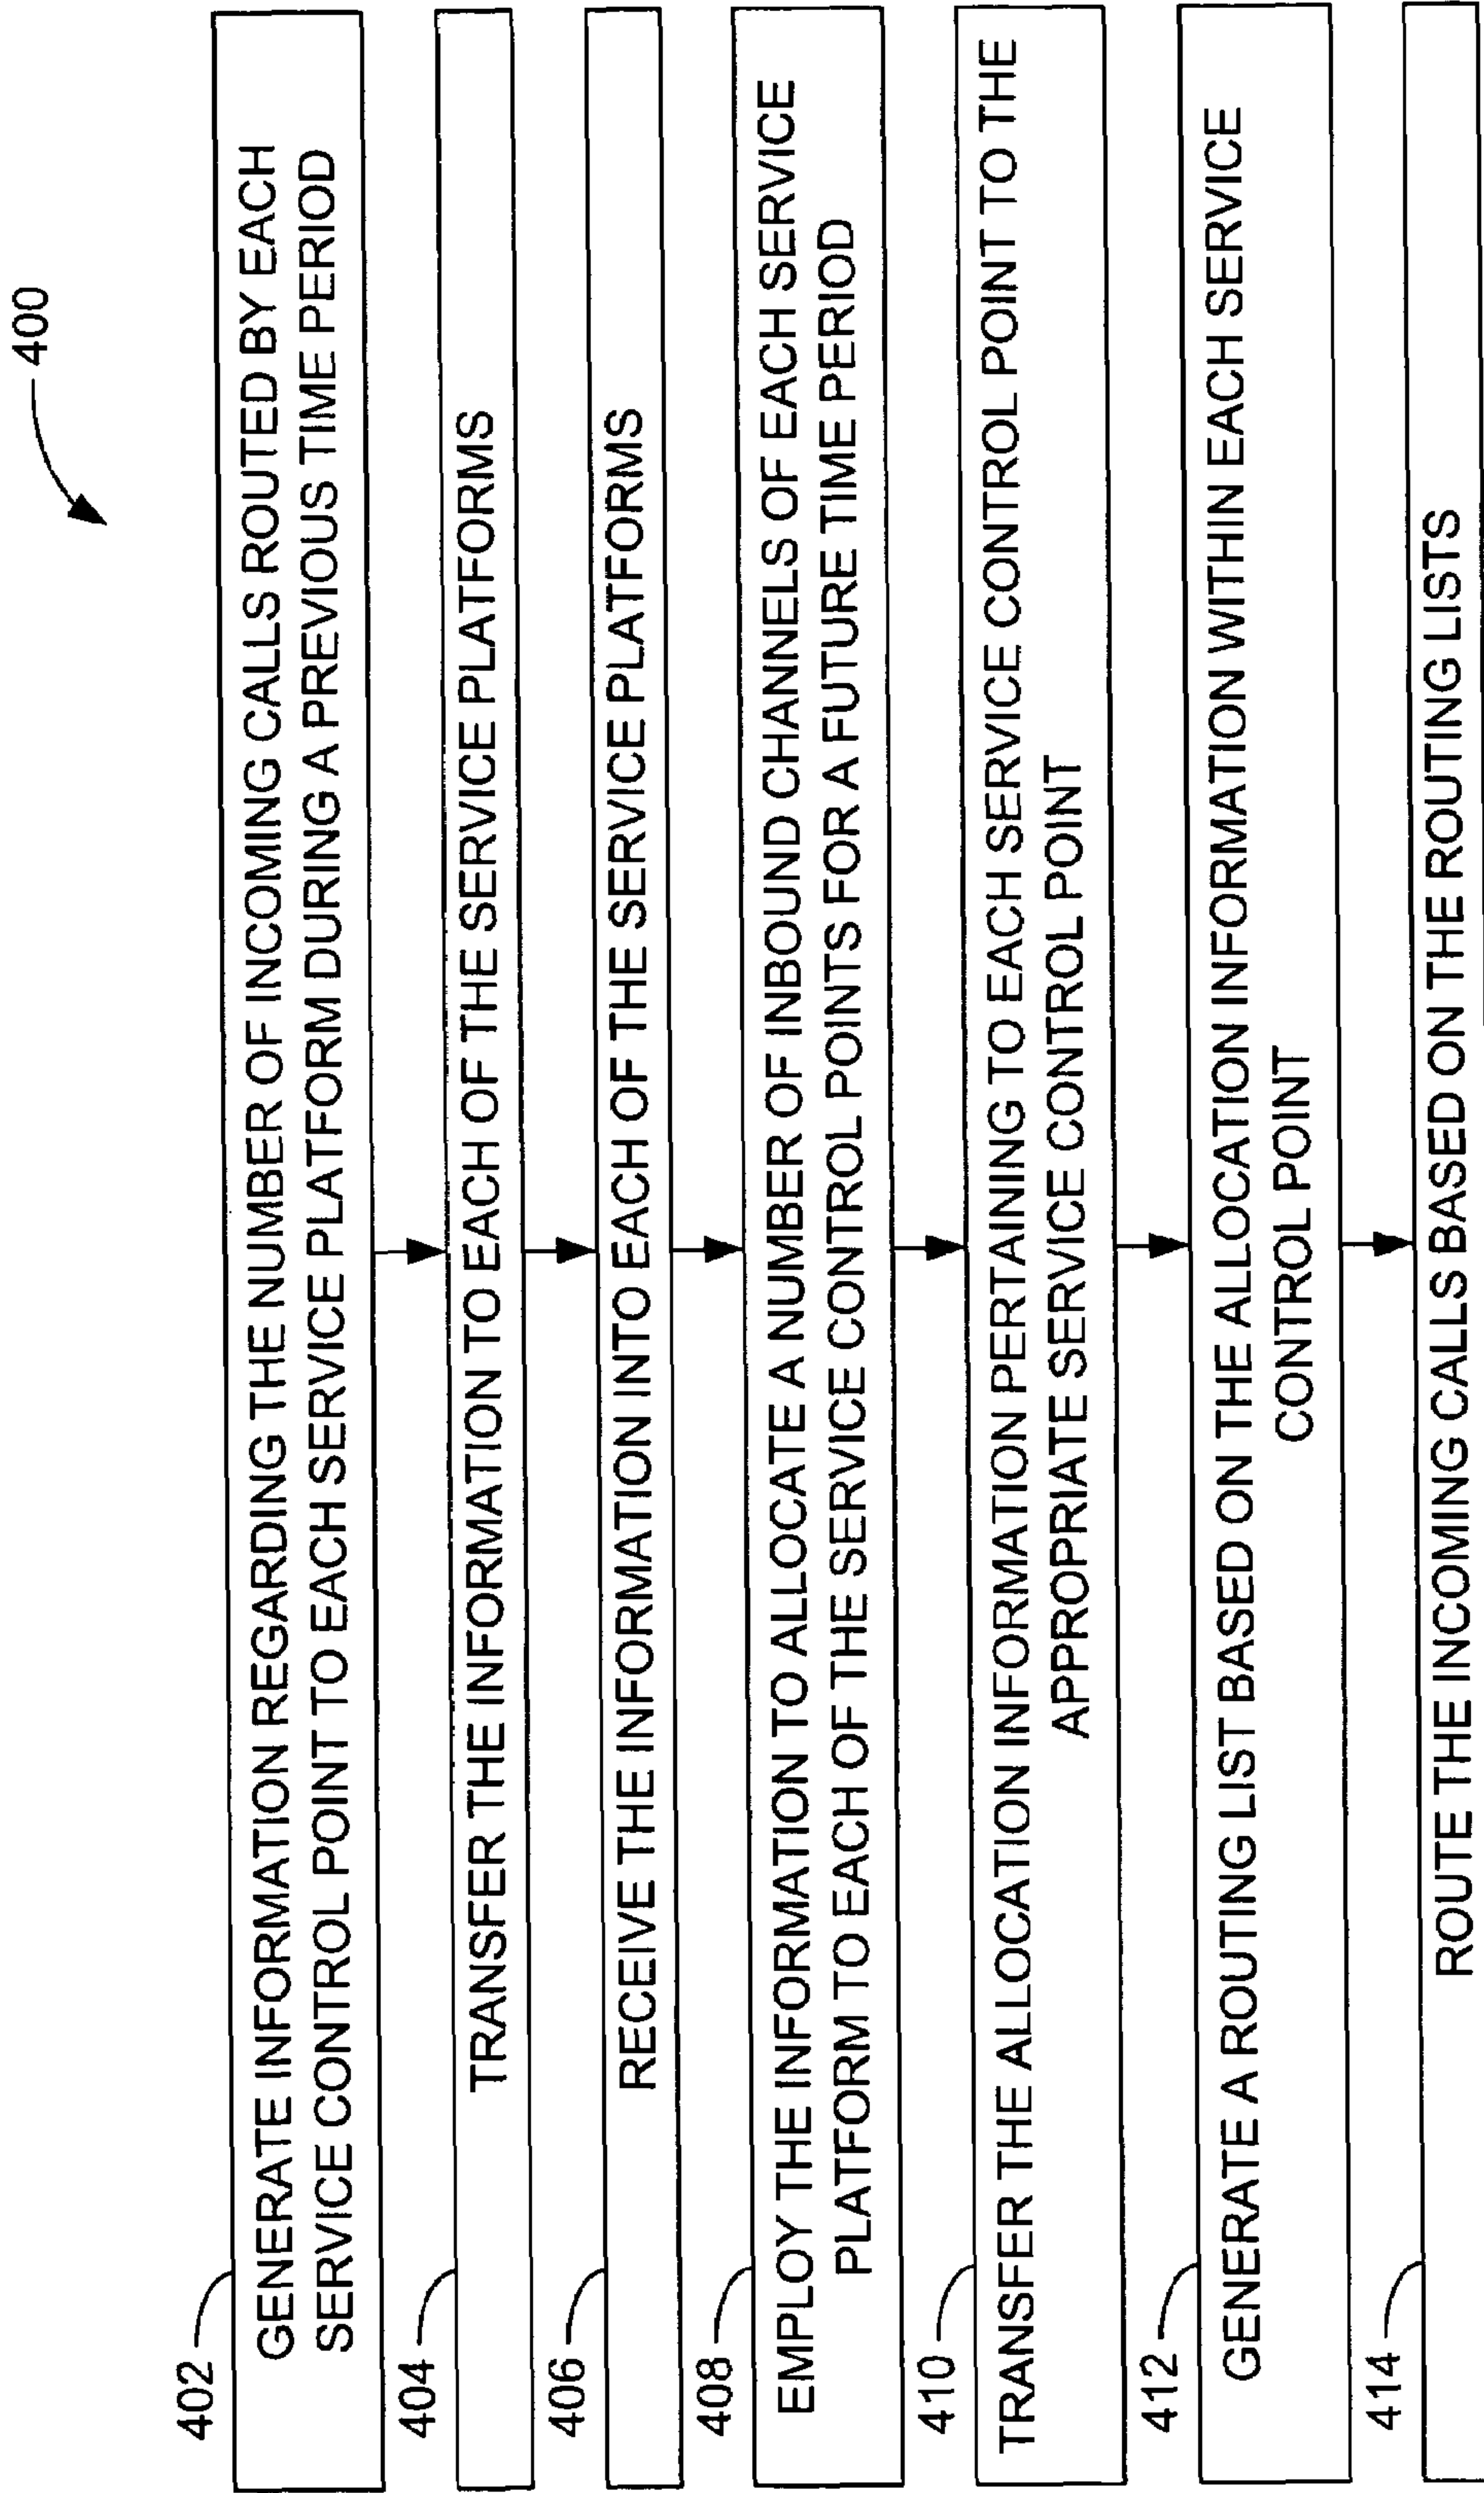 400
402
GENERATE INFORMATION REGARDING THE NUMBER OF INCOMING CALLS ROUTED BY EACH
SERVICE CONTROL POINT TO EACH SERVICE PLATFORM DURING A PREVIOUS TIME PERIOD
404
TRANSFER THE INFORMATION TO EACH OF THE SERVICE PLATFORMS
406
RECEIVE THE INFORMATION INTO EACH OF THE SERVICE PLATFORMS
408
EMPLOY THE INFORMATION TO ALLOCATE A NUMBER OF INBOUND CHANNELS OF EACH SERVICE
PLATFORM TO EACH OF THE SERVICE CONTROL POINTS FOR A FUTURE TIME PERIOD
410
TRANSFER THE ALLOCATION INFORMATION PERTAINING TO EACH SERVICE CONTROL POINT TO THE
APPROPRIATE SERVICE CONTROL POINT
412
GENERATE A ROUTING LIST BASED ON THE ALLOCATION INFORMATION WITHIN EACH SERVICE
CONTROL POINT
414
ROUTE THE INCOMING CALLS BASED ON THE ROUTING LISTS